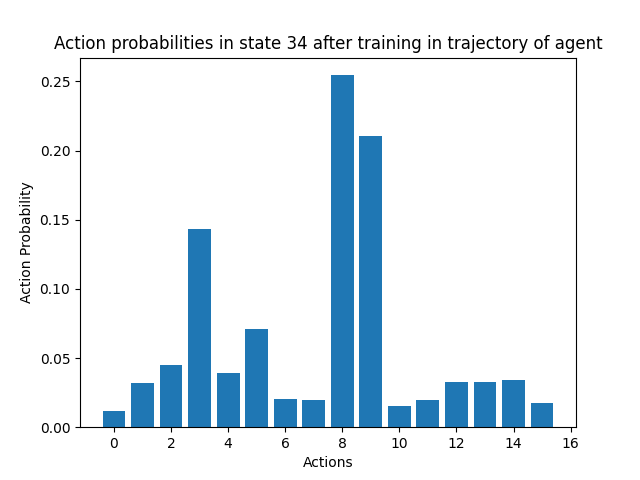 Action probabilities in state 34 after training in trajectory of agent
0.25
0.20
0.15
0.10
0.05
0.00
Action Probability
0 2 4 6 8 10 12 14 16
Actions